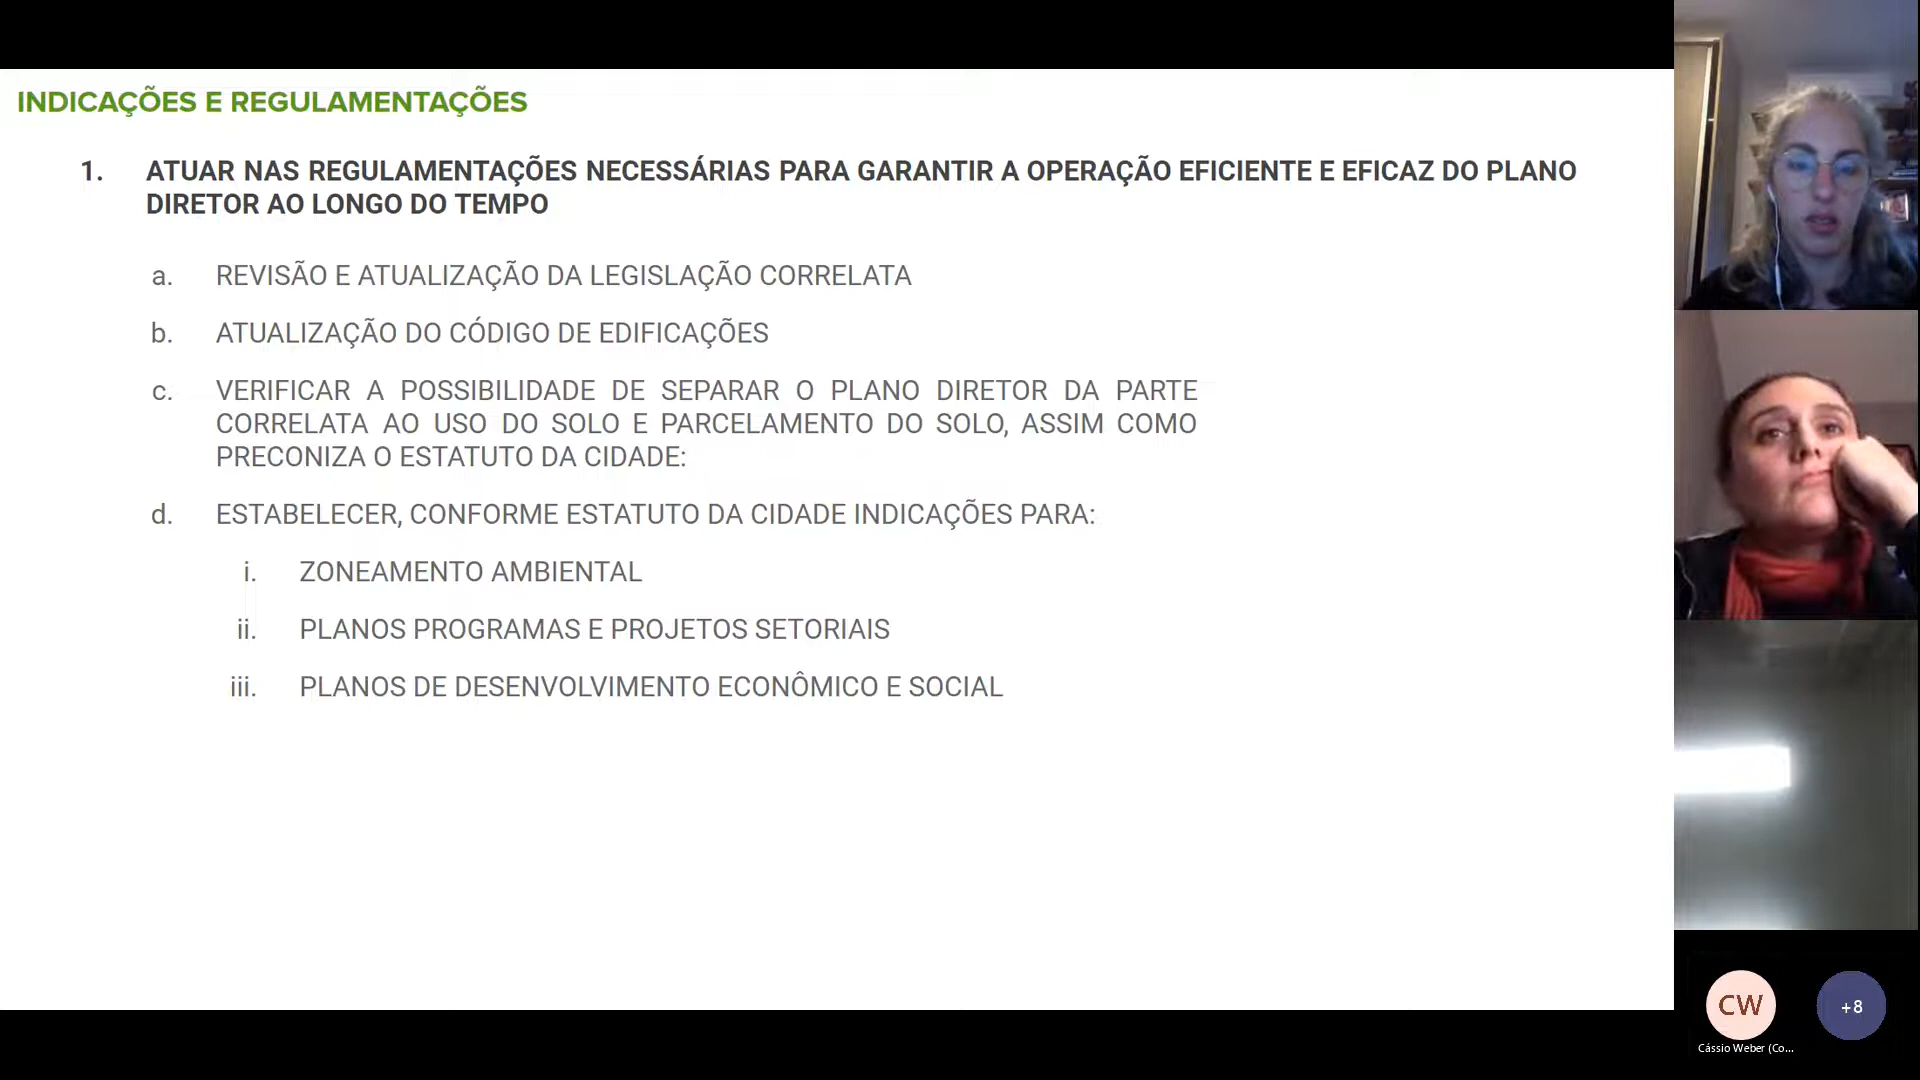 INDICAÇÕES E REGULAMENTAÇÕES
1. ATUAR NAS REGULAMENTAÇÕES NECESSÁRIAS PARA GARANTIR A OPERAÇÃO EFICIENTE E EFICAZ DO PLANO
DIRETOR AO LONGO DO TEMPO
a. REVISÃO E ATUALIZAÇÃO DA LEGISLAÇÃO CORRELATA
b. ATUALIZAÇÃO DO CÓDIGO DE EDIFICAÇÕES
c. VERIFICAR A POSSIBILIDADE DE SEPARAR O PLANO DIRETOR DA PARTE
CORRELATA AO USO DO SOLO E PARCELAMENTO DO SOLO, ASSIM COMO
PRECONIZA O ESTATUTO DA CIDADE:
d. ESTABELECER, CONFORME ESTATUTO DA CIDADE INDICAÇÕES PARA:
i. ZONEAMENTO AMBIENTAL
ii. PLANOS PROGRAMAS E PROJETOS SETORIAIS
iii. PLANOS DE DESENVOLVIMENTO ECONÔMICO E SOCIAL
CW
+8
Cássio Weber (Co...